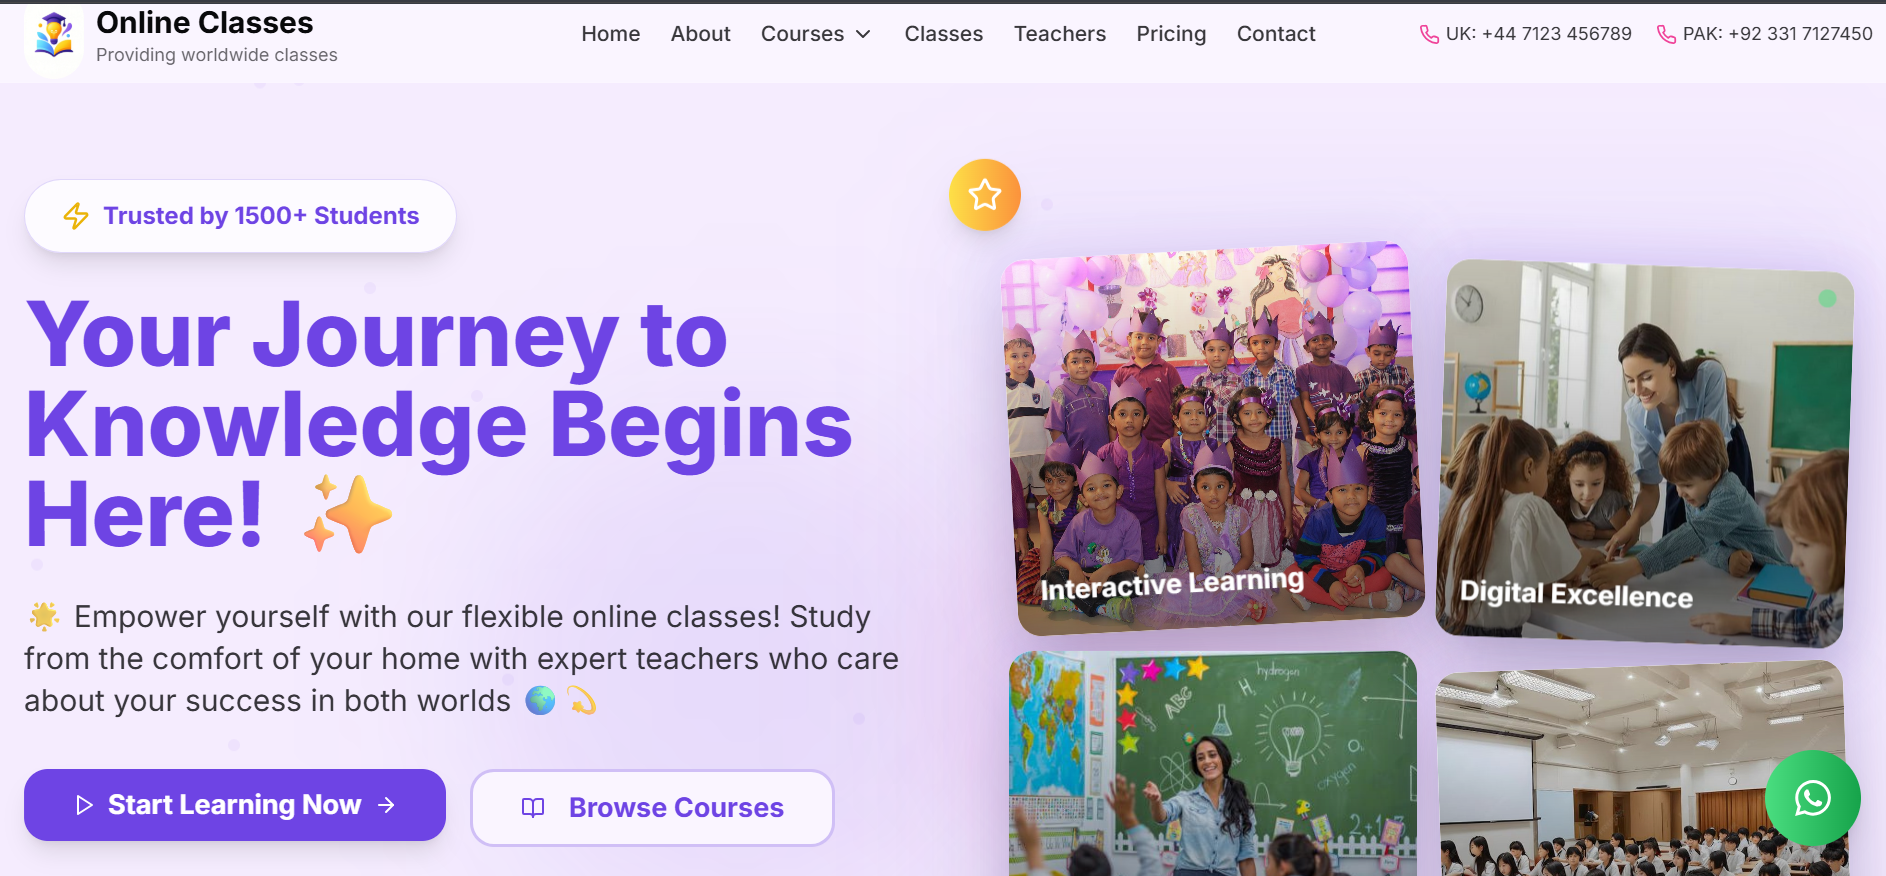 Online Classes
Providing worldwide classes
Home About Courses Classes Teachers Pricing Contact
UK: +44 7123 456789 PAK: +92 331 7127450
Trusted by 1500+ Students
Your Journey to
Knowledge Begins
Here! ✨
🌟 Empower yourself with our flexible online classes! Study
from the comfort of your home with expert teachers who care
about your success in both worlds 🌍 💫
Start Learning Now
Browse Courses
Interactive Learning
Digital Excellence
hydrogen
ABC
H₂
oxygen
2+1